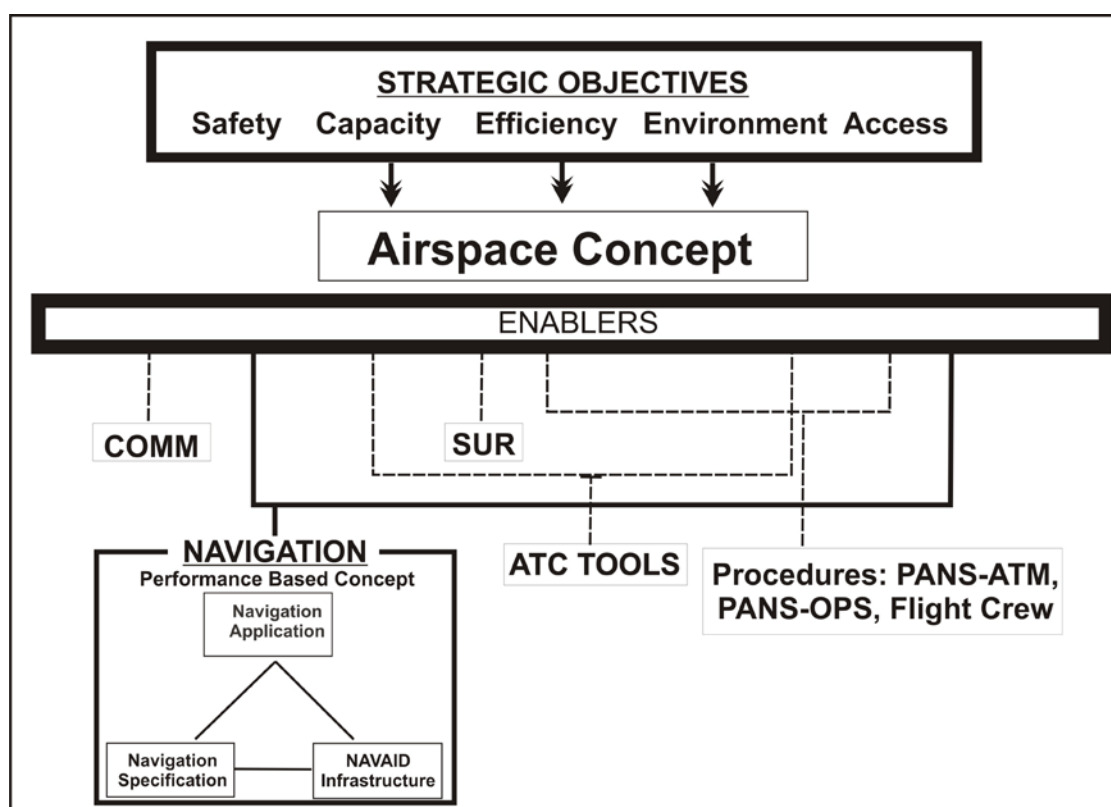 STRATEGIC OBJECTIVES
Safety Capacity Efficiency Environment Access
Airspace Concept
ENABLERS
COMM
SUR
ATC TOOLS
Procedures: PANS-ATM,
PANS-OPS, Flight Crew
NAVIGATION
Performance Based Concept
Navigation
Application
Navigation
Specification
NAVAID
Infrastructure